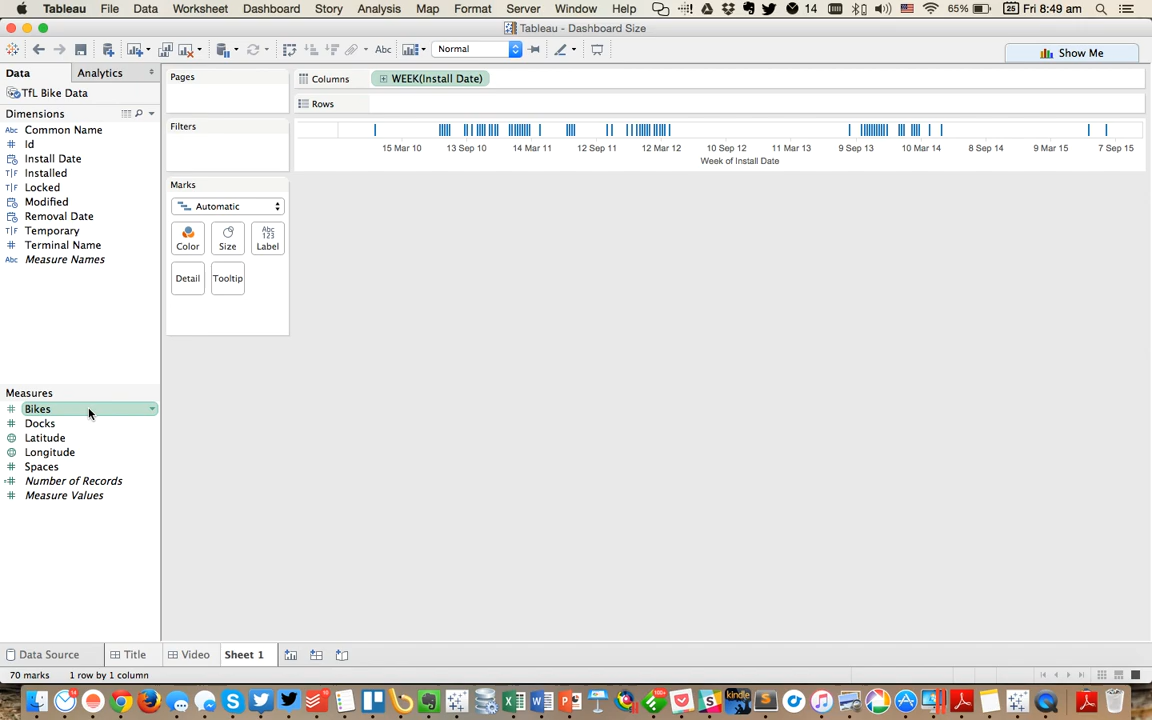 Tableau File Data Worksheet Dashboard Story Analysis Map Format Server Window Help 14 65% 25 Fri 8:49 am
Tableau - Dashboard Size
Abc Normal Show Me
Data Analytics
TfL Bike Data
Dimensions
Abc Common Name
# Id
Install Date
T|F Installed
T|F Locked
Modified
Removal Date
T|F Temporary
# Terminal Name
Abc Measure Names
Measures
# Bikes
# Docks
Latitude
Longitude
# Spaces
# Number of Records
# Measure Values
Pages
Filters
Marks
Automatic
Color Size Abc 123 Label
Detail Tooltip
Columns WEEK(Install Date)
Rows
15 Mar 10 13 Sep 10 14 Mar 11 12 Sep 11 12 Mar 12 10 Sep 12 11 Mar 13 9 Sep 13 10 Mar 14 8 Sep 14 9 Mar 15 7 Sep 15
Week of Install Date
Data Source Title Video Sheet 1
70 marks 1 row by 1 column